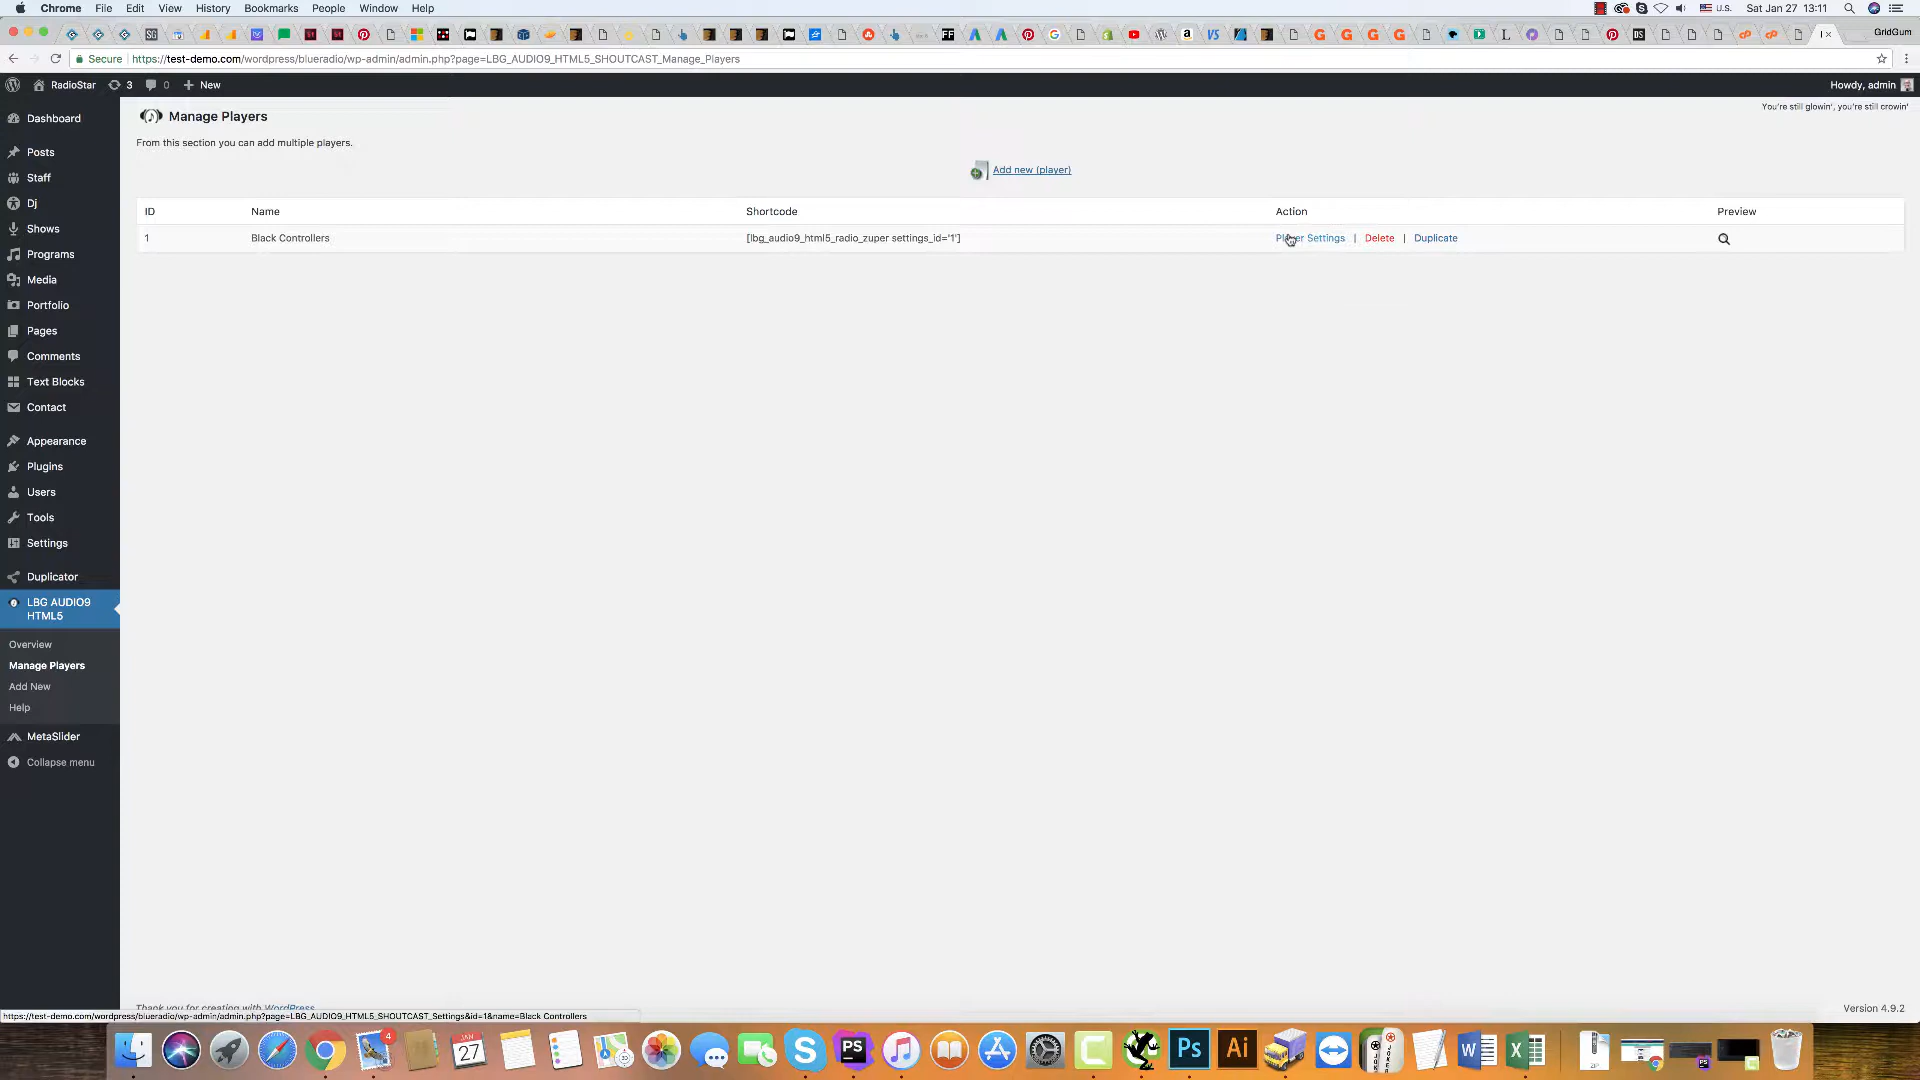 Chrome File Edit View History Bookmarks People Window Help
U.S. Sat Jan 27 13:11
GridGum
Secure https://test-demo.com/wordpress/blueradio/wp-admin/admin.php?page=LBG_AUDIO9_HTML5_SHOUTCAST_Manage_Players
RadioStar 3 0 New
Howdy, admin
You're still glowin', you're still crowin'
Manage Players
From this section you can add multiple players.
Add new (player)
ID Name Shortcode Action Preview
1 Black Controllers [lbg_audio9_html5_radio_zuper settings_id='1'] Player Settings | Delete | Duplicate
Dashboard
Posts
Staff
Dj
Shows
Programs
Media
Portfolio
Pages
Comments
Text Blocks
Contact
Appearance
Plugins
Users
Tools
Settings
Duplicator
LBG AUDIO9
HTML5
Overview
Manage Players
Add New
Help
MetaSlider
Collapse menu
Thank you for creating with WordPress
Version 4.9.2
https://test-demo.com/wordpress/blueradio/wp-admin/admin.php?page=LBG_AUDIO9_HTML5_SHOUTCAST_Settings&id=1&name=Black Controllers